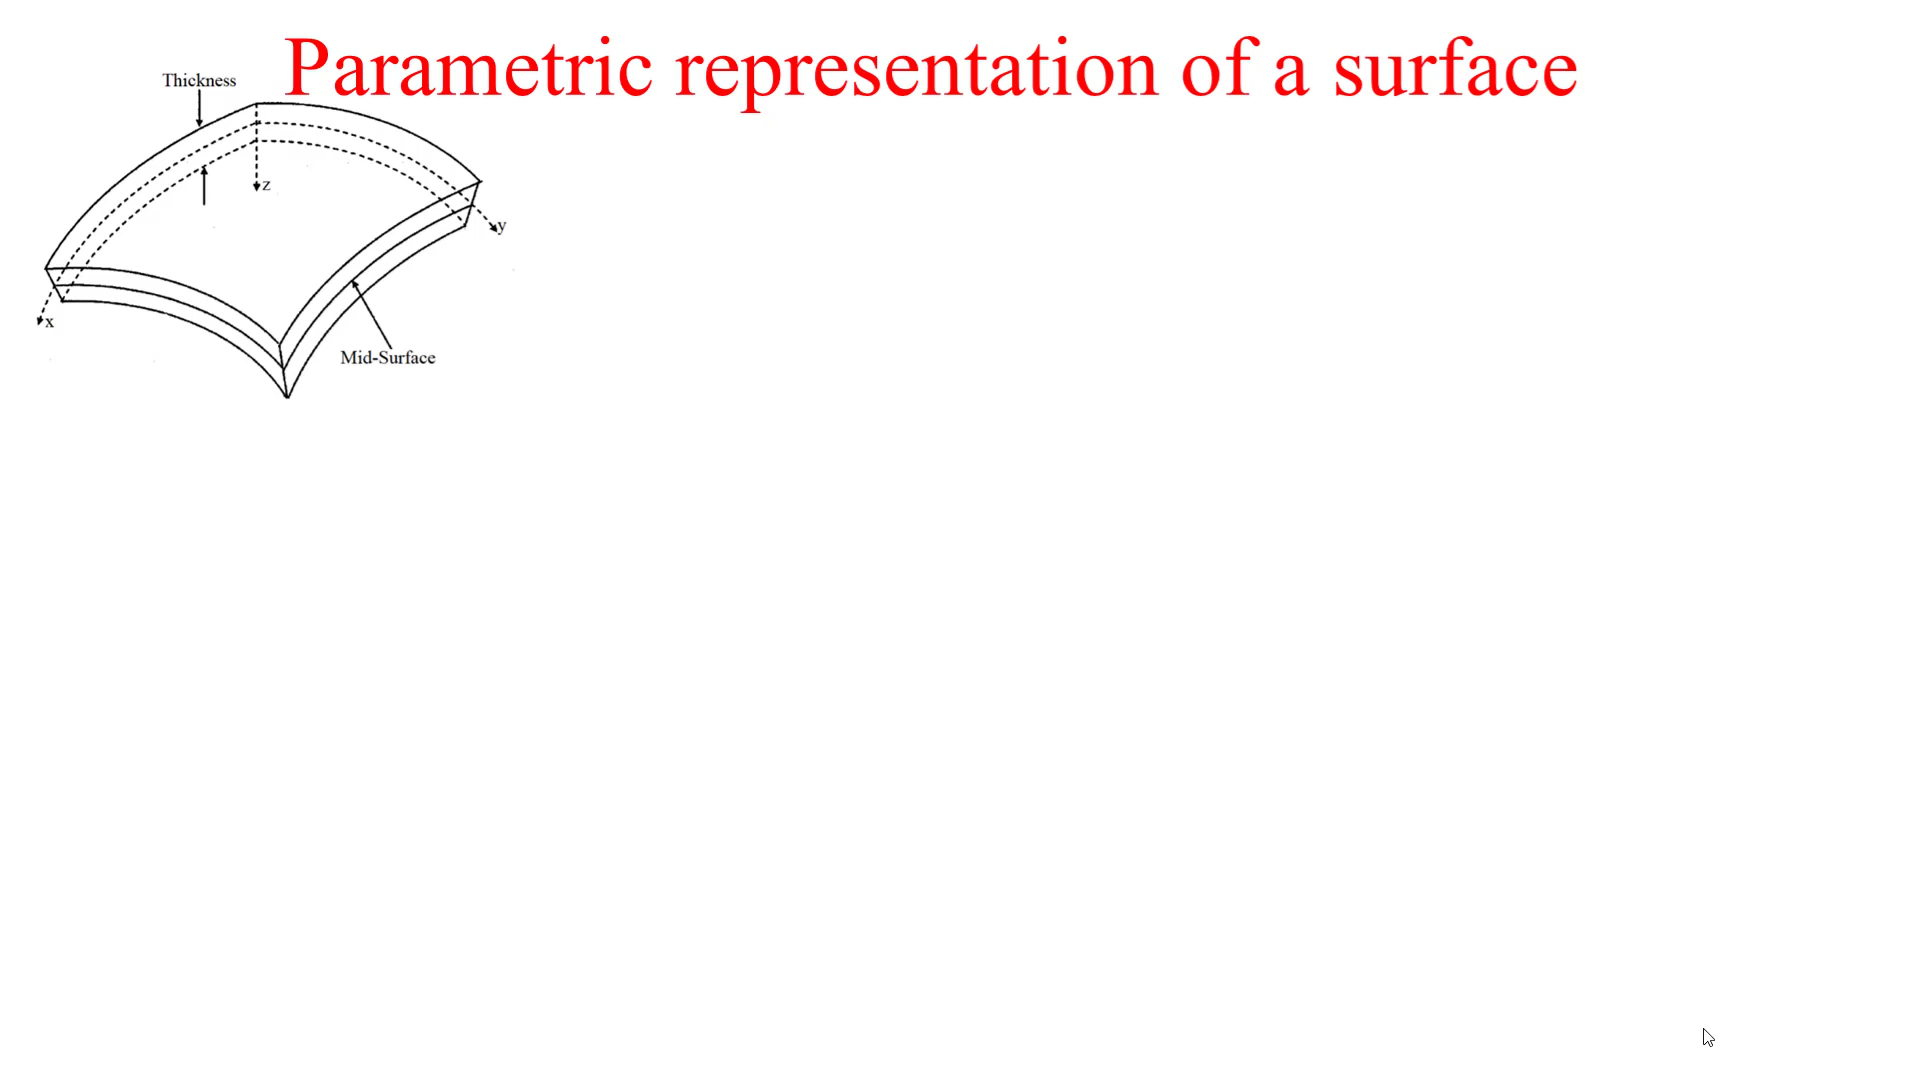 Parametric representation of a surface
Thickness
z
y
x
Mid-Surface